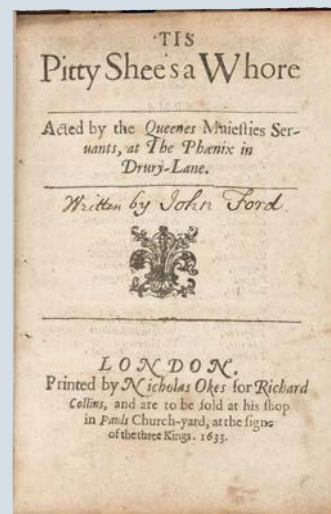 'TIS
Pitty Shee's a Whore
Acted by the Queenes Maiesties Ser-
uants, at The Phœnix in
Drury-Lane.
Written by John Ford.
LONDON.
Printed by Nicholas Okes for Richard
Collins, and are to be ſold at his ſhop
in Pauls Church-yard, at the ſigne
of the three Kings. 1633.